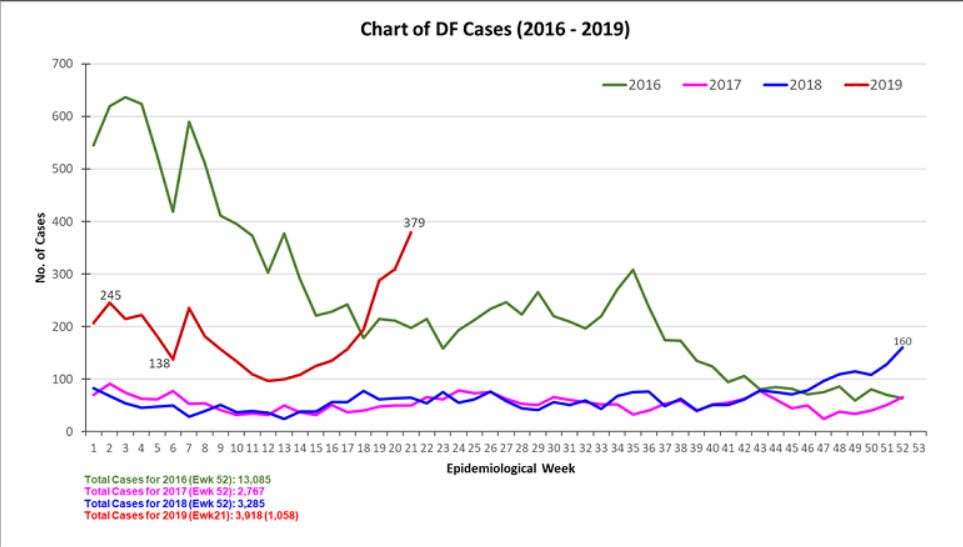 Chart of DF Cases (2016 - 2019)
700
2016 2017 2018 2019
600
500
400
379
300
245
200
160
138
100
0
No. of Cases
1 2 3 4 5 6 7 8 9 10 11 12 13 14 15 16 17 18 19 20 21 22 23 24 25 26 27 28 29 30 31 32 33 34 35 36 37 38 39 40 41 42 43 44 45 46 47 48 49 50 51 52 53
Epidemiological Week
Total Cases for 2016 (Ewk 52): 13,085
Total Cases for 2017 (Ewk 52): 2,767
Total Cases for 2018 (Ewk 52): 3,285
Total Cases for 2019 (Ewk21): 3,918 (1,058)